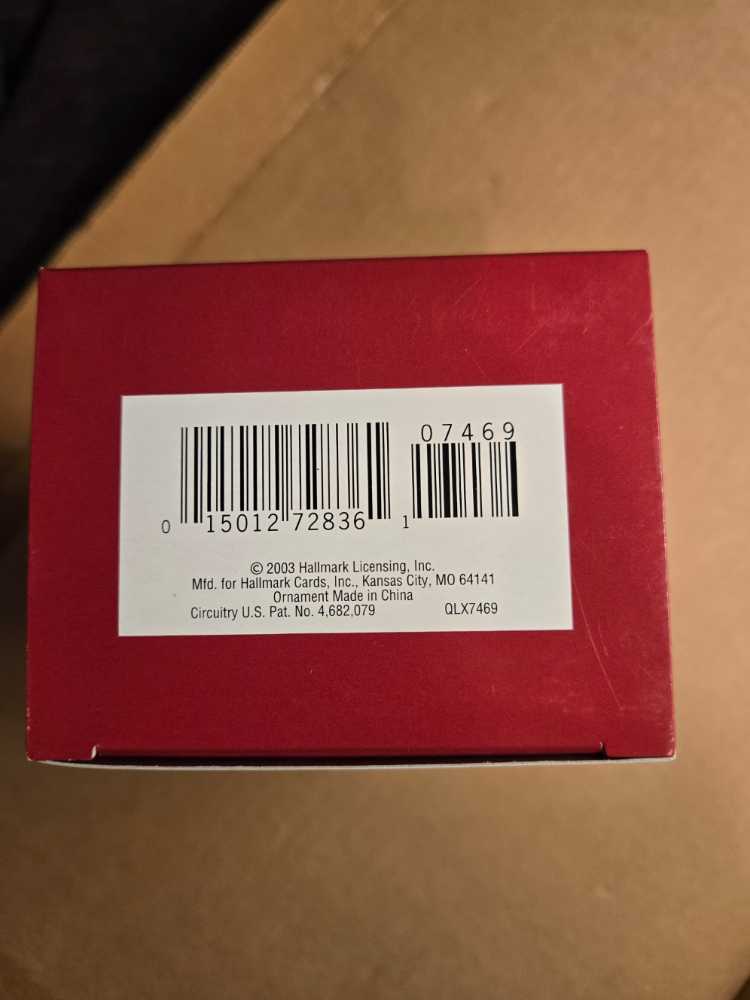 07469
0 15012 72836 1
© 2003 Hallmark Licensing, Inc.
Mfd. for Hallmark Cards, Inc., Kansas City, MO 64141
Ornament Made in China
Circuitry U.S. Pat. No. 4,682,079 QLX7469